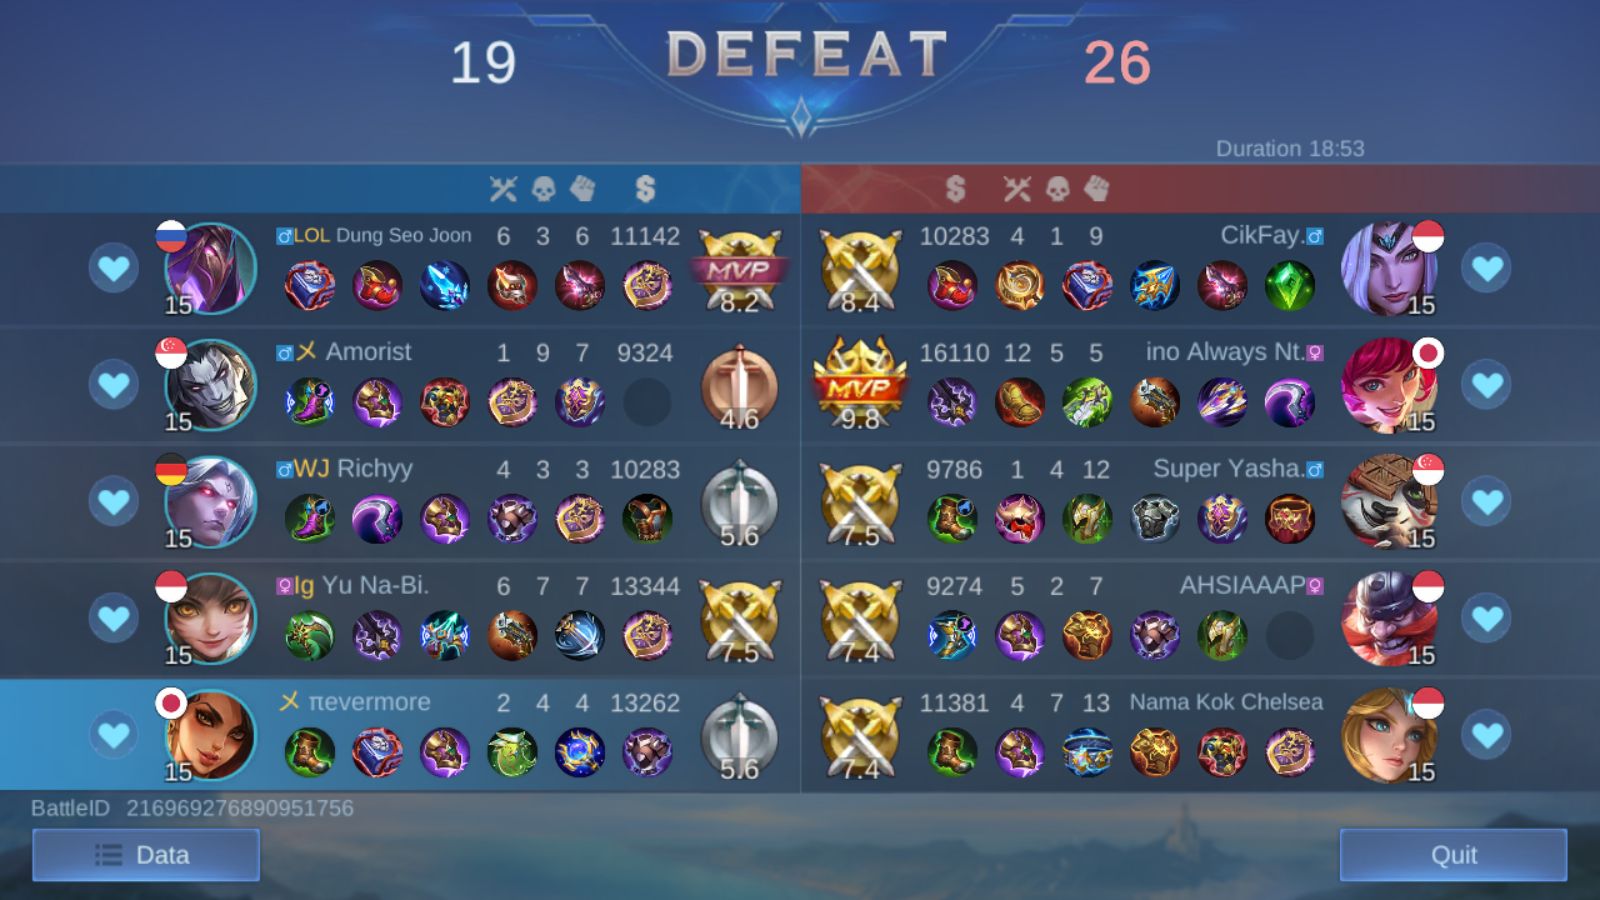 19 DEFEAT 26
Duration 18:53
LOL Dung Seo Joon 6 3 6 11142
15 MVP 8.2
10283 4 1 9 CikFay.
8.4 15
メ Amorist 1 9 7 9324
15 4.6
16110 12 5 5 ino Always Nt.
MVP 9.8 15
WJ Richyy 4 3 3 10283
15 5.6
9786 1 4 12 Super Yasha.
7.5 15
Ig Yu Na-Bi. 6 7 7 13344
15 7.5
9274 5 2 7 AHSIAAAP
7.4 15
メ πevermore 2 4 4 13262
15 5.6
11381 4 7 13 Nama Kok Chelsea
7.4 15
BattleID 216969276890951756
Data
Quit